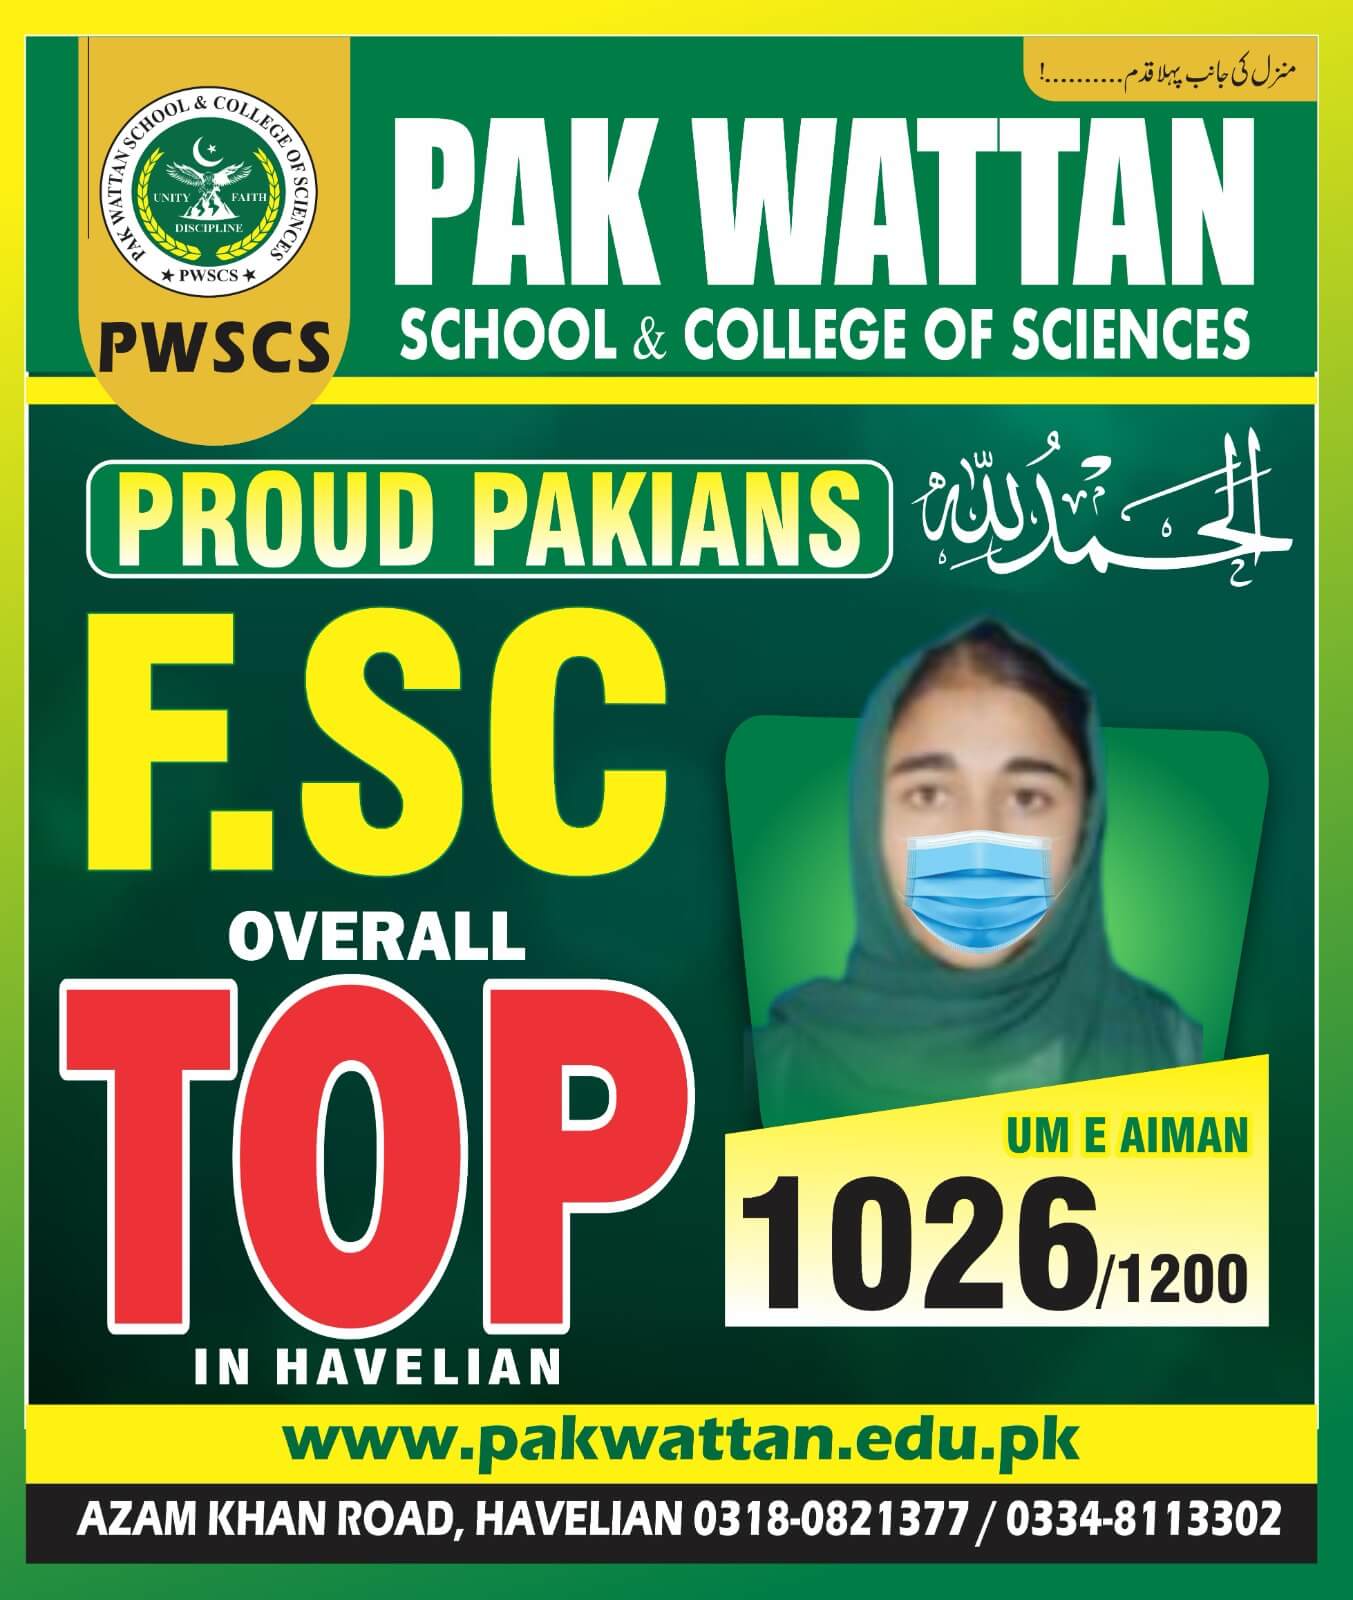 منزل کی جانب پہلا قدم..........!
PAK WATTAN SCHOOL & COLLEGE OF SCIENCES
UNITY FAITH
DISCIPLINE
★ PWSCS ★
PWSCS
PAK WATTAN
SCHOOL & COLLEGE OF SCIENCES
PROUD PAKIANS
الحمدُللہ
F.SC
OVERALL
TOP
IN HAVELIAN
UM E AIMAN
1026/1200
www.pakwattan.edu.pk
AZAM KHAN ROAD, HAVELIAN 0318-0821377 / 0334-8113302